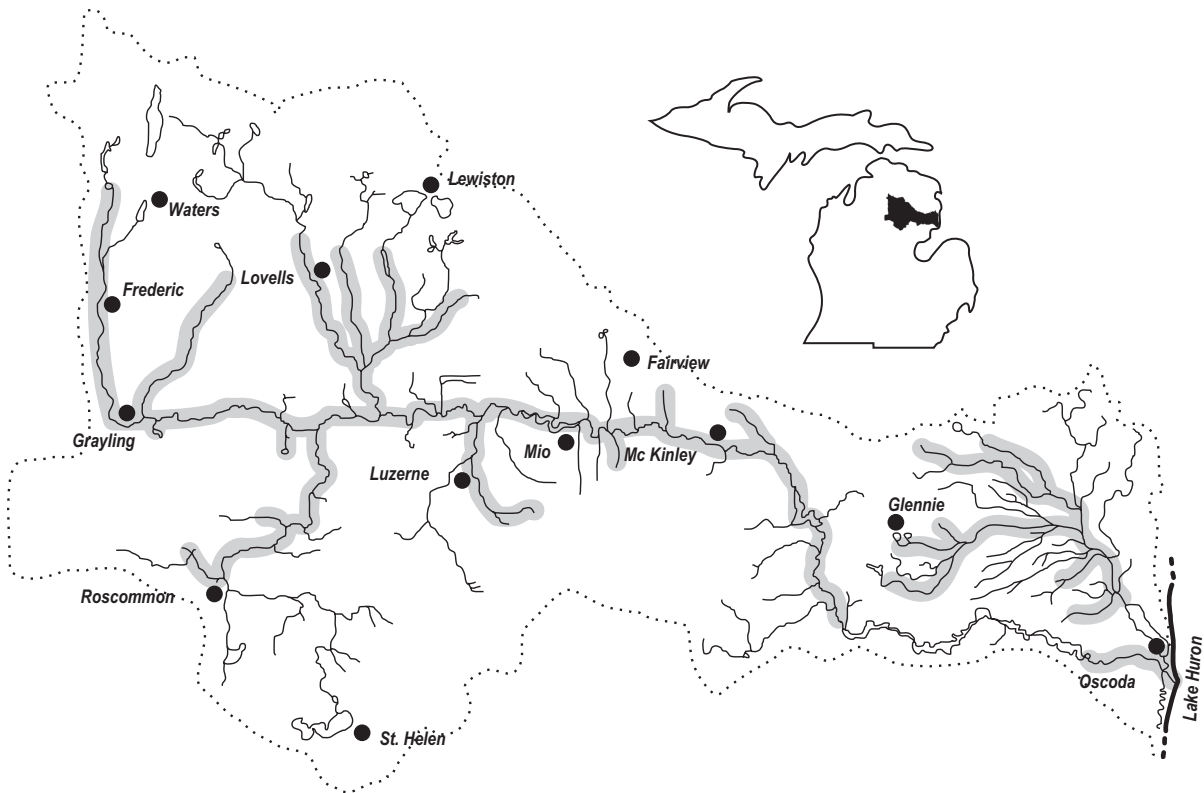 Lewiston
Waters
Lovells
Frederic
Fairview
Grayling
Mio
Mc Kinley
Luzerne
Glennie
Roscommon
Oscoda
Lake Huron
St. Helen